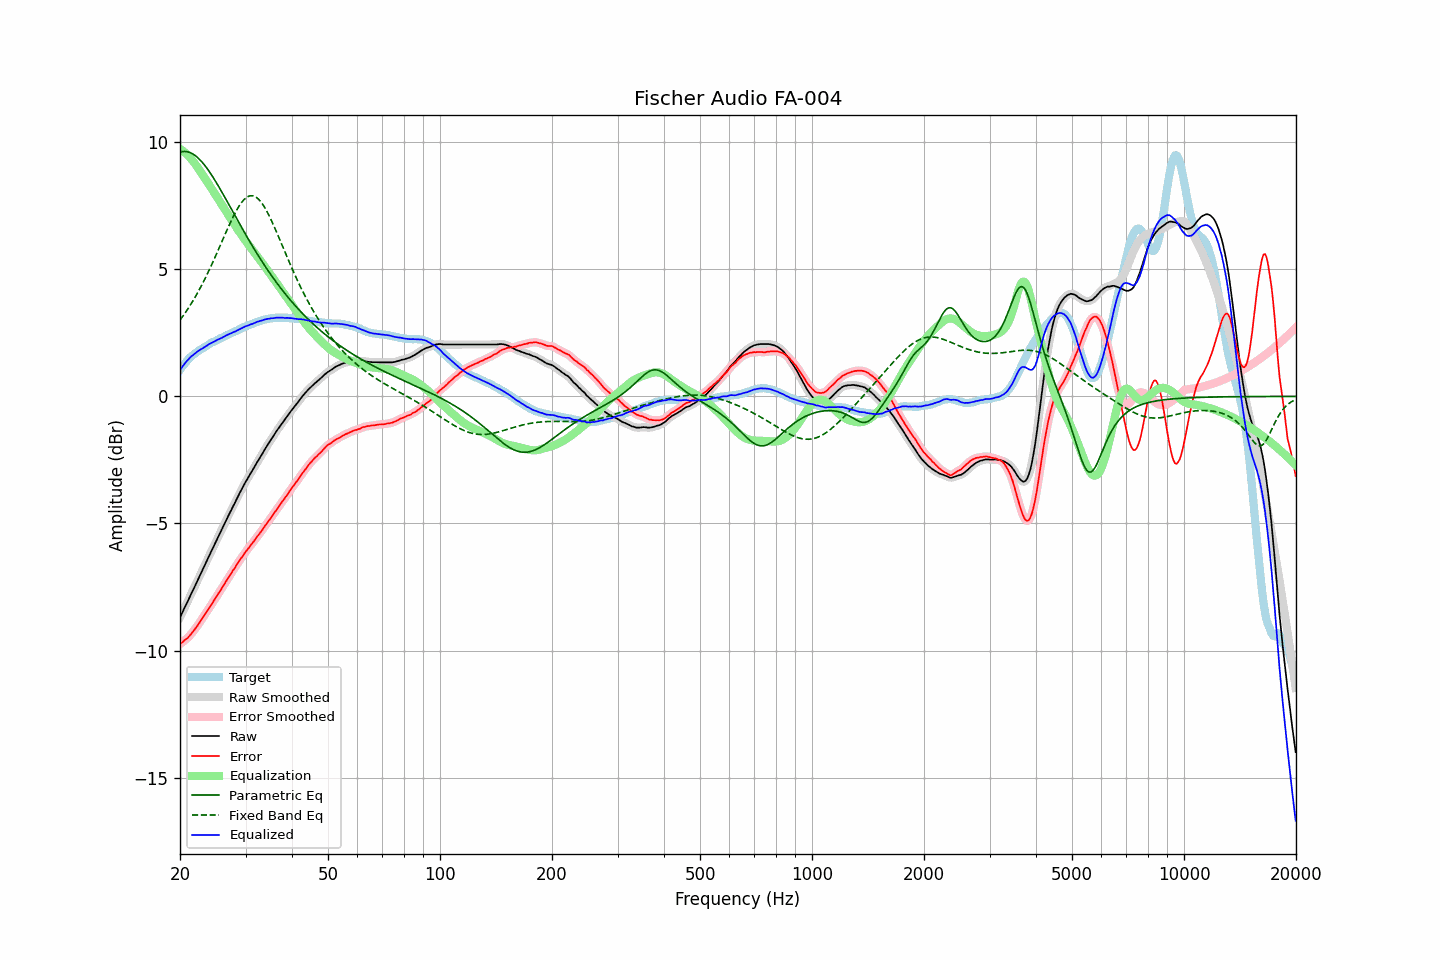 Fischer Audio FA-004
Amplitude (dBr)
10
5
0
−5
−10
−15
Target
Raw Smoothed
Error Smoothed
Raw
Error
Equalization
Parametric Eq
Fixed Band Eq
Equalized
20 50 100 200 500 1000 2000 5000 10000 20000
Frequency (Hz)